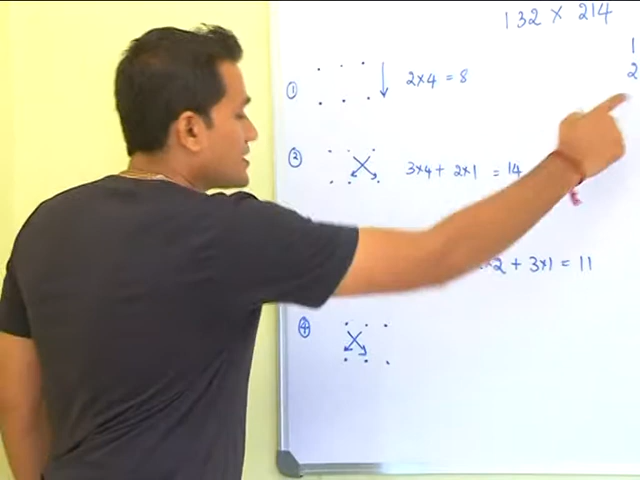 132 × 214
1
2
① 2×4 = 8
② 3×4 + 2×1 = 14
2 + 3×1 = 11
④